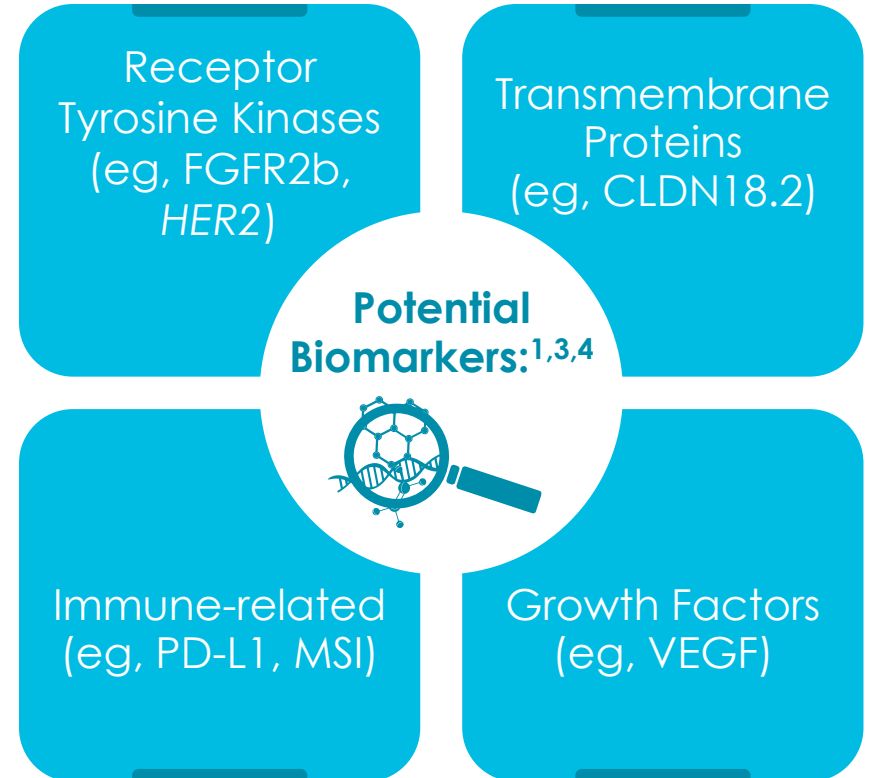 Receptor
Tyrosine Kinases
(eg, FGFR2b,
HER2)
Transmembrane
Proteins
(eg, CLDN18.2)
Potential
Biomarkers:1,3,4
Immune-related
(eg, PD-L1, MSI)
Growth Factors
(eg, VEGF)